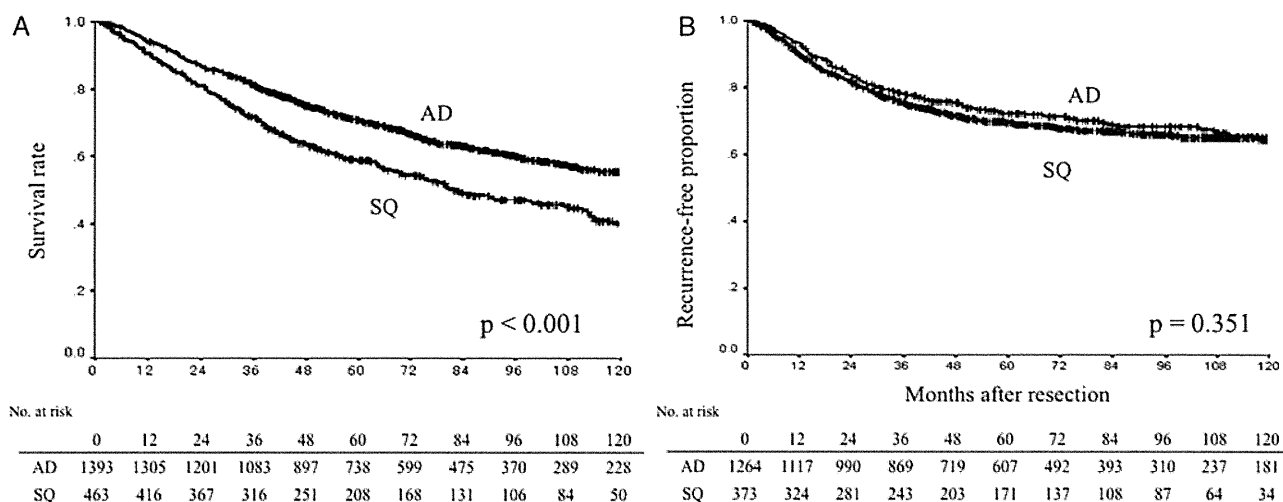 A
Survival rate
1.0
.8
.6
.4
.2
0.0
AD
SQ
p < 0.001
0 12 24 36 48 60 72 84 96 108 120
No. at risk
0 12 24 36 48 60 72 84 96 108 120
AD 1393 1305 1201 1083 897 738 599 475 370 289 228
SQ 463 416 367 316 251 208 168 131 106 84 50
B
Recurrence-free proportion
1.0
.8
.6
.4
.2
0.0
AD
SQ
p = 0.351
0 12 24 36 48 60 72 84 96 108 120
Months after resection
No. at risk
0 12 24 36 48 60 72 84 96 108 120
AD 1264 1117 990 869 719 607 492 393 310 237 181
SQ 373 324 281 243 203 171 137 108 87 64 34